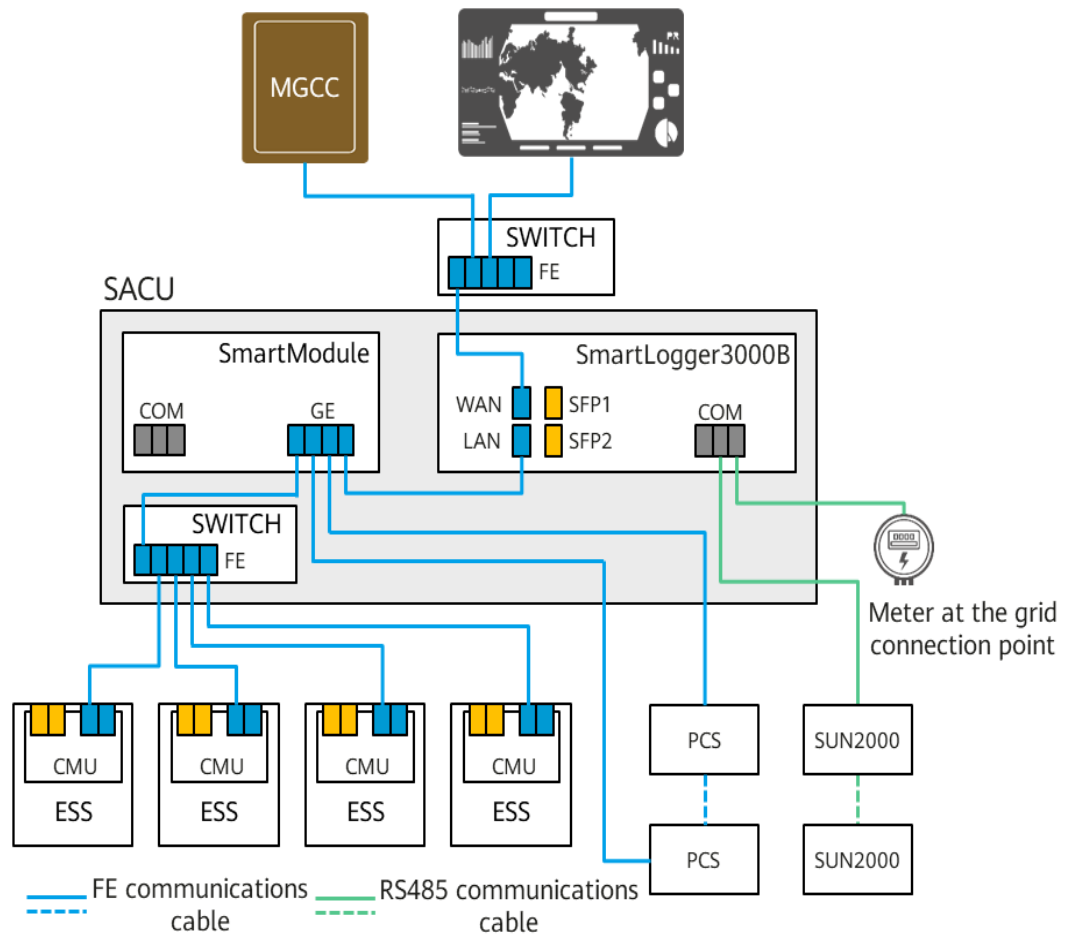 MGCC
PR
SWITCH
FE
SACU
SmartModule
COM
GE
SmartLogger3000B
WAN
SFP1
LAN
SFP2
COM
SWITCH
FE
0000
Meter at the grid
connection point
CMU
ESS
CMU
ESS
CMU
ESS
CMU
ESS
PCS
SUN2000
PCS
SUN2000
FE communications
cable
RS485 communications
cable